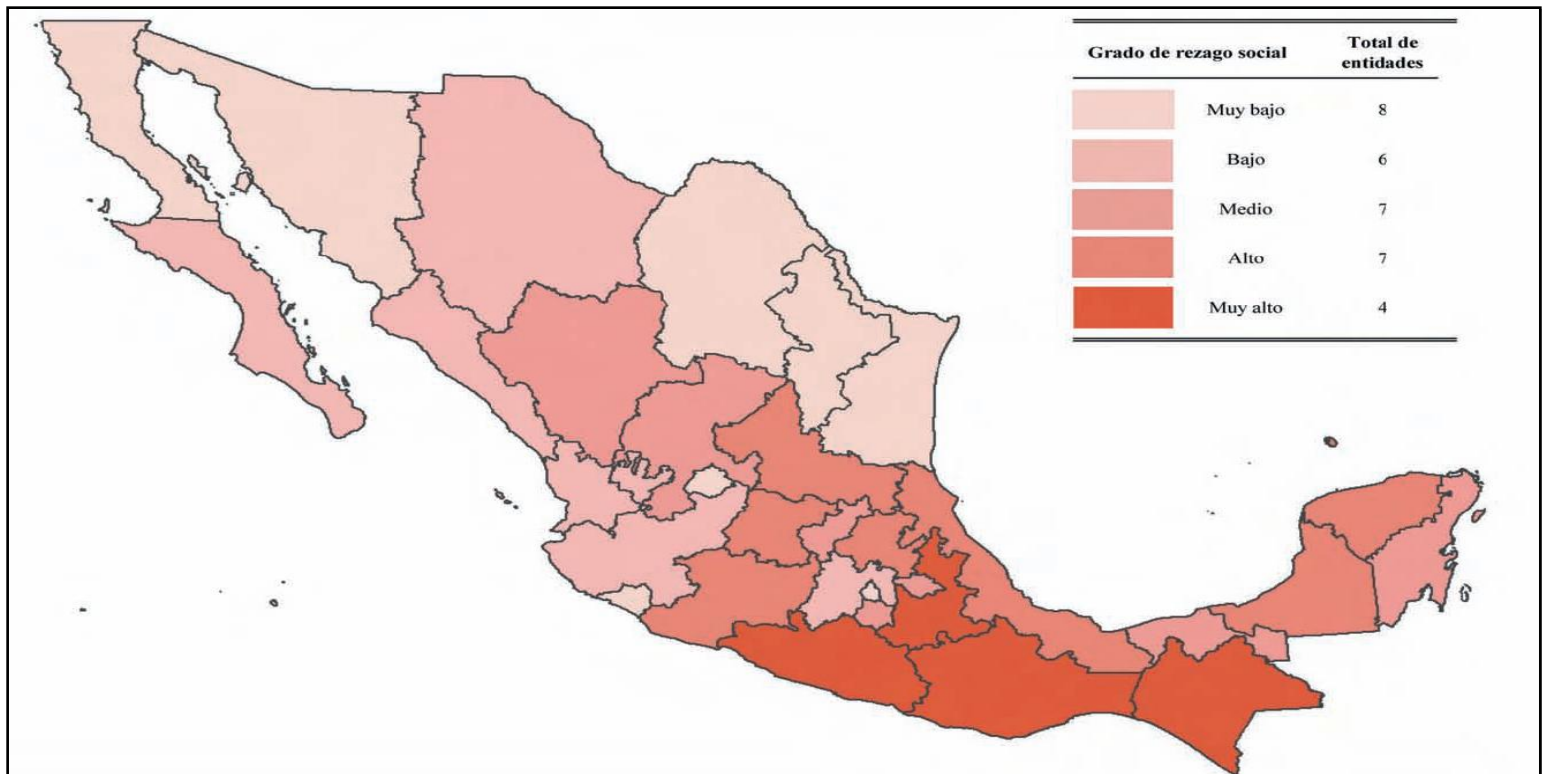 Grado de rezago social
Total de
entidades
Muy bajo 8
Bajo 6
Medio 7
Alto 7
Muy alto 4